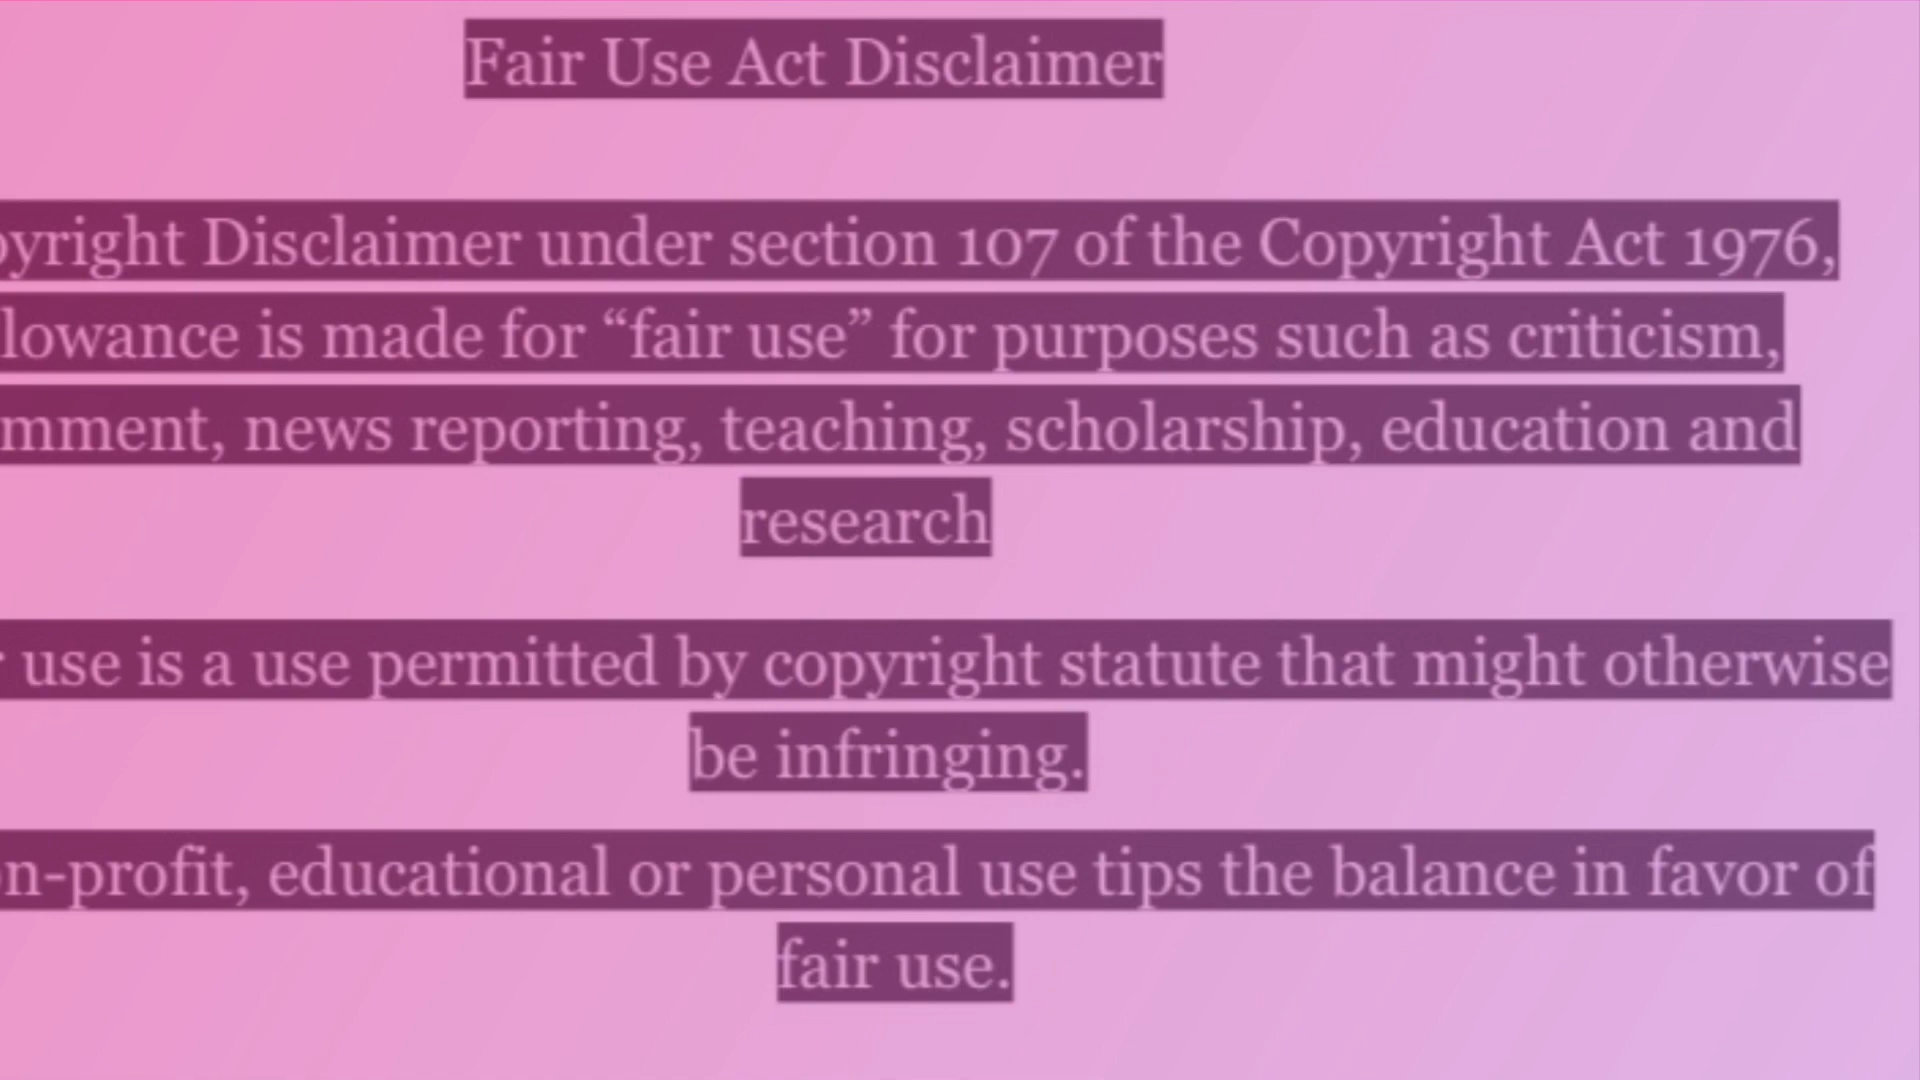 Fair Use Act Disclaimer
pyright Disclaimer under section 107 of the Copyright Act 1976,
lowance is made for “fair use” for purposes such as criticism,
mment, news reporting, teaching, scholarship, education and
research
r use is a use permitted by copyright statute that might otherwise
be infringing.
n-profit, educational or personal use tips the balance in favor of
fair use.